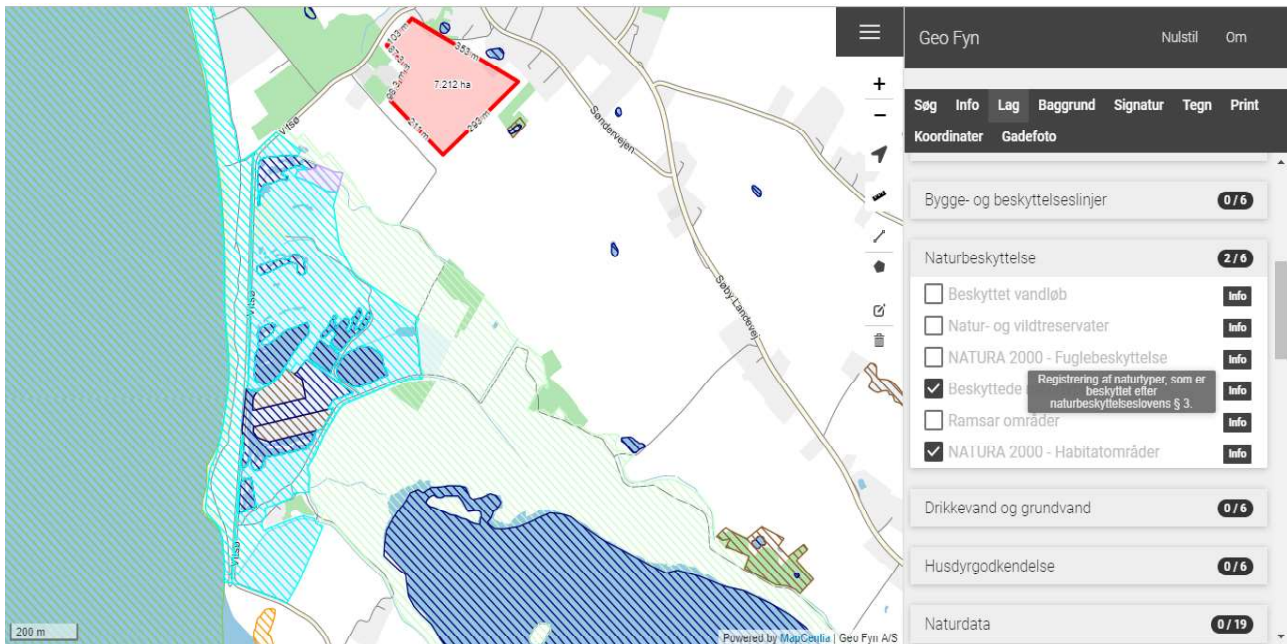 103 m
353 m
7.212 ha
293 m
211 m
Vitsø
Søndervejen
Søby Landevej
Vitsø
Vitsø
200 m
Powered by MapCentia | Geo Fyn A/S
Geo Fyn
Nulstil
Om
Søg Info Lag Baggrund Signatur Tegn Print
Koordinater Gadefoto
Bygge- og beskyttelseslinjer 0 / 6
Naturbeskyttelse 2 / 6
Beskyttet vandløb Info
Natur- og vildtreservater Info
NATURA 2000 - Fuglebeskyttelse Info
Beskyttede Info
Registrering af naturtyper, som er
beskyttet efter
naturbeskyttelseslovens § 3.
Ramsar områder Info
NATURA 2000 - Habitatområder Info
Drikkevand og grundvand 0 / 6
Husdyrgodkendelse 0 / 6
Naturdata 0 / 19